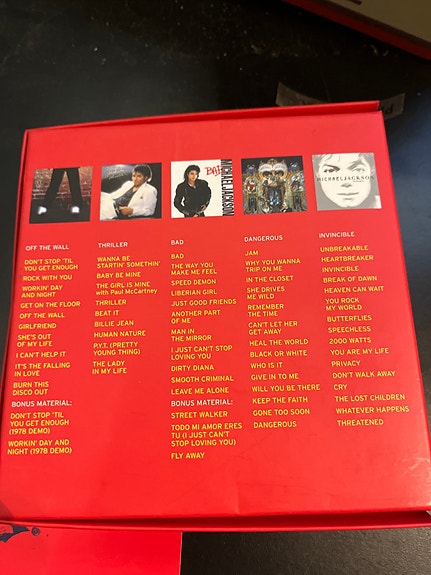 BAD
MICHAEL JACKSON
MICHAEL JACKSON
OFF THE WALL
DON'T STOP 'TIL
YOU GET ENOUGH
ROCK WITH YOU
WORKIN' DAY
AND NIGHT
GET ON THE FLOOR
OFF THE WALL
GIRLFRIEND
SHE'S OUT
OF MY LIFE
I CAN'T HELP IT
IT'S THE FALLING
IN LOVE
BURN THIS
DISCO OUT
BONUS MATERIAL:
DON'T STOP 'TIL
YOU GET ENOUGH
(1978 DEMO)
WORKIN' DAY AND
NIGHT (1978 DEMO)
THRILLER
WANNA BE
STARTIN' SOMETHIN'
BABY BE MINE
THE GIRL IS MINE
with Paul McCartney
THRILLER
BEAT IT
BILLIE JEAN
HUMAN NATURE
P.Y.T. (PRETTY
YOUNG THING)
THE LADY
IN MY LIFE
BAD
BAD
THE WAY YOU
MAKE ME FEEL
SPEED DEMON
LIBERIAN GIRL
JUST GOOD FRIENDS
ANOTHER PART
OF ME
MAN IN
THE MIRROR
I JUST CAN'T STOP
LOVING YOU
DIRTY DIANA
SMOOTH CRIMINAL
LEAVE ME ALONE
BONUS MATERIAL:
STREET WALKER
TODO MI AMOR ERES
TU (I JUST CAN'T
STOP LOVING YOU)
FLY AWAY
DANGEROUS
JAM
WHY YOU WANNA
TRIP ON ME
IN THE CLOSET
SHE DRIVES
ME WILD
REMEMBER
THE TIME
CAN'T LET HER
GET AWAY
HEAL THE WORLD
BLACK OR WHITE
WHO IS IT
GIVE IN TO ME
WILL YOU BE THERE
KEEP THE FAITH
GONE TOO SOON
DANGEROUS
INVINCIBLE
UNBREAKABLE
HEARTBREAKER
INVINCIBLE
BREAK OF DAWN
HEAVEN CAN WAIT
YOU ROCK
MY WORLD
BUTTERFLIES
SPEECHLESS
2000 WATTS
YOU ARE MY LIFE
PRIVACY
DON'T WALK AWAY
CRY
THE LOST CHILDREN
WHATEVER HAPPENS
THREATENED